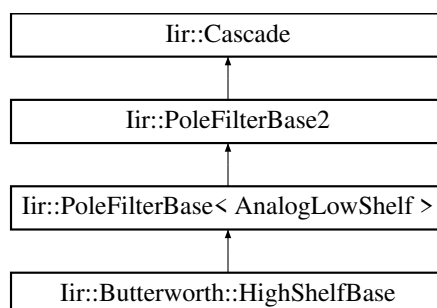 Iir::Cascade
Iir::PoleFilterBase2
Iir::PoleFilterBase< AnalogLowShelf >
Iir::Butterworth::HighShelfBase